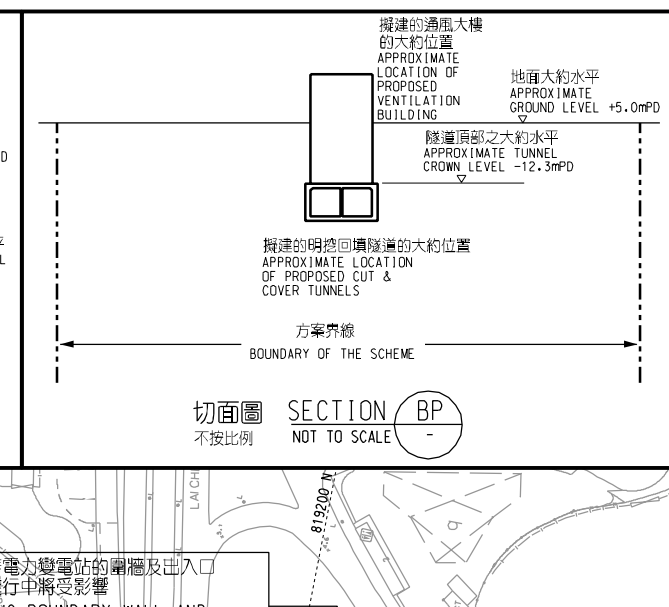 擬建的通風大樓
的大約位置
APPROXIMATE
LOCATION OF
PROPOSED
VENTILATION
BUILDING
地面大約水平
APPROXIMATE
GROUND LEVEL +5.0mPD
隧道頂部之大約水平
APPROXIMATE TUNNEL
CROWN LEVEL -12.3mPD
D
L
擬建的明挖回填隧道的大約位置
APPROXIMATE LOCATION
OF PROPOSED CUT &
COVER TUNNELS
方案界線
BOUNDARY OF THE SCHEME
切面圖 SECTION BP
不按比例 NOT TO SCALE -
LAI CH
819200 N
電力變電站的圍牆及出入口
行中將受影響
BOUNDARY WALL AND